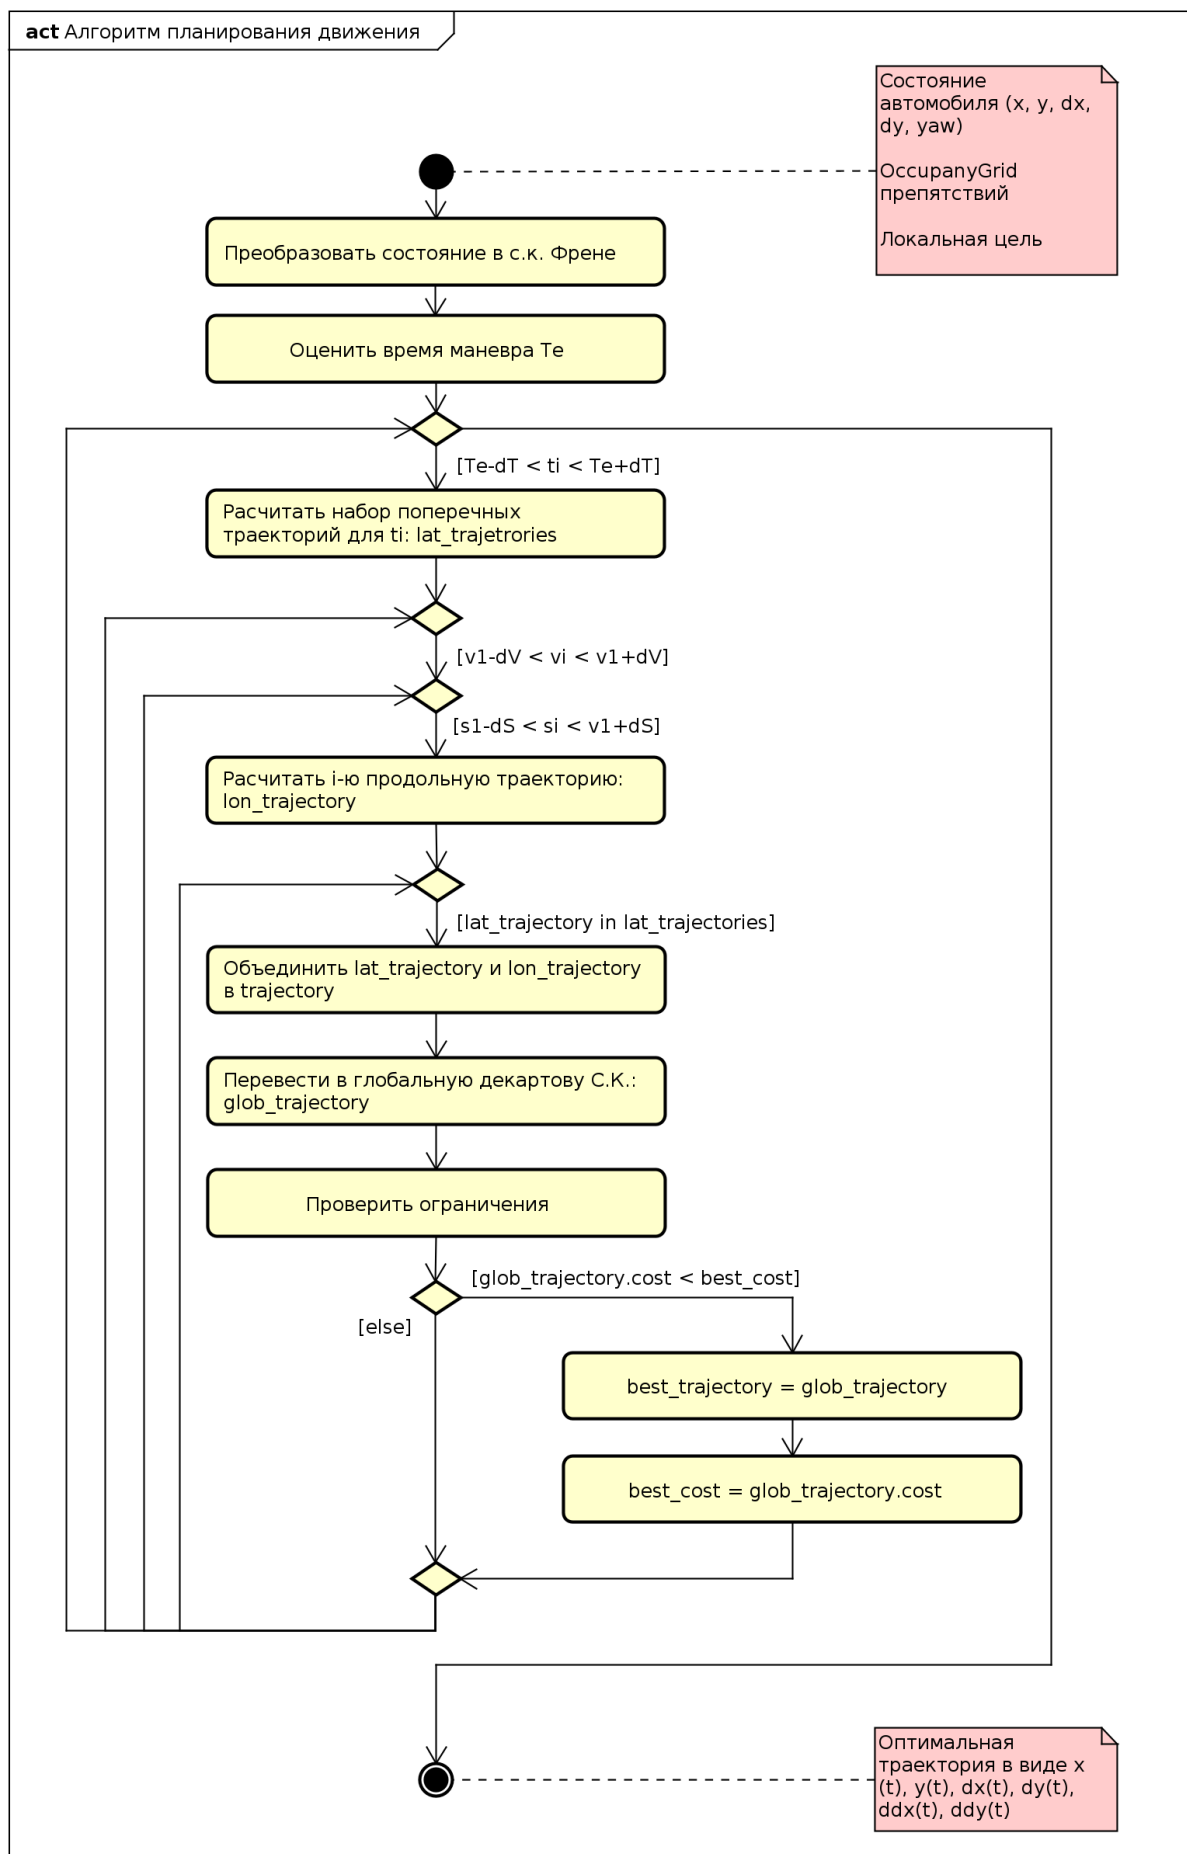 act Алгоритм планирования движения
Состояние
автомобиля (x, y, dx,
dy, yaw)
OccupanyGrid
препятствий
Локальная цель
Преобразовать состояние в с.к. Френе
Оценить время маневра Te
[Te-dT < ti < Te+dT]
Расчитать набор поперечных
траекторий для ti: lat_trajetrories
[v1-dV < vi < v1+dV]
[s1-dS < si < v1+dS]
Расчитать i-ю продольную траекторию:
lon_trajectory
[lat_trajectory in lat_trajectories]
Объединить lat_trajectory и lon_trajectory
в trajectory
Перевести в глобальную декартову С.К.:
glob_trajectory
Проверить ограничения
[glob_trajectory.cost < best_cost]
[else]
best_trajectory = glob_trajectory
best_cost = glob_trajectory.cost
Оптимальная
траектория в виде x
(t), y(t), dx(t), dy(t),
ddx(t), ddy(t)